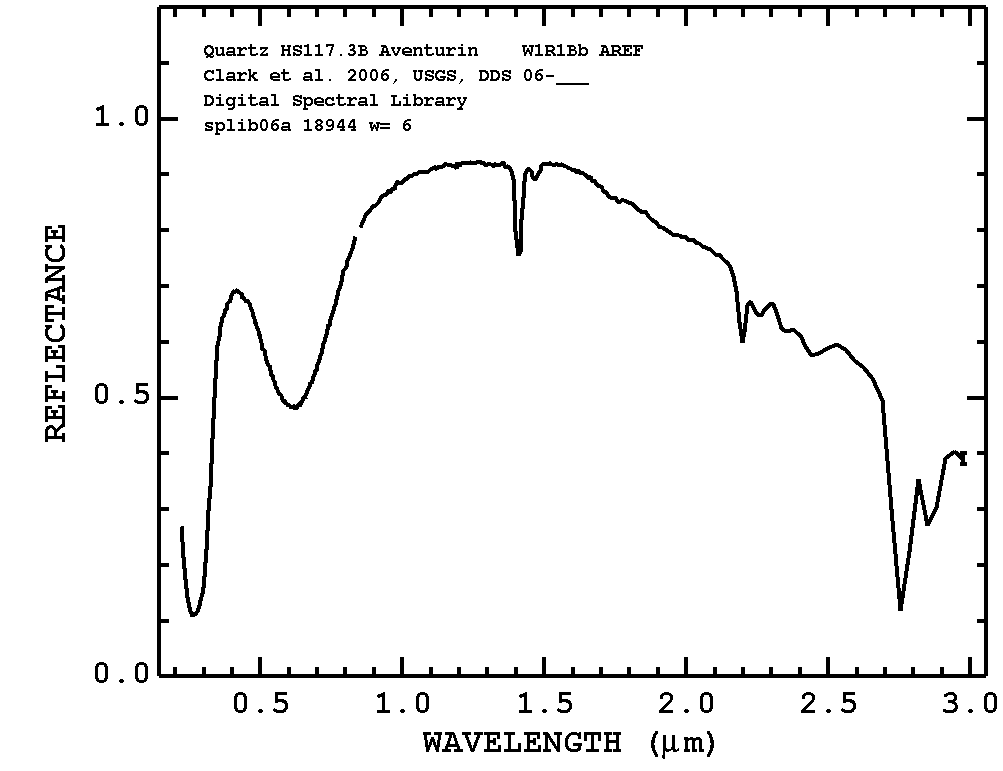 Quartz HS117.3B Aventurin    W1R1Bb AREF
Clark et al. 2006, USGS, DDS 06-___
Digital Spectral Library
splib06a 18944 w= 6
1.0
0.5
0.0
REFLECTANCE
0.5 1.0 1.5 2.0 2.5 3.0
WAVELENGTH (μm)